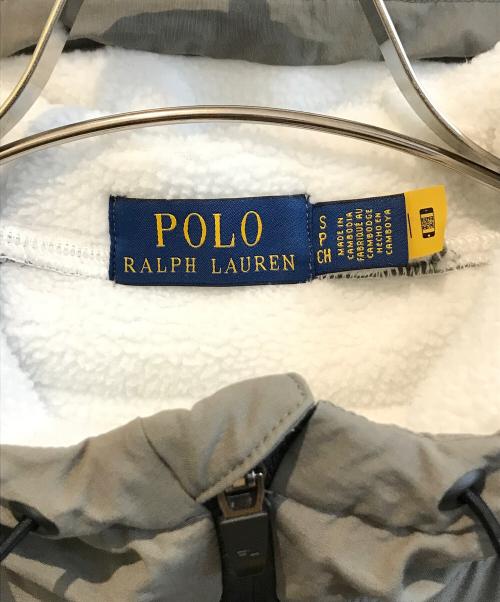 POLO
RALPH LAUREN
S
P
CH
MADE IN
CAMBODIA
FABRIQUÉ AU
CAMBODGE
HECHO EN
CAMBOYA